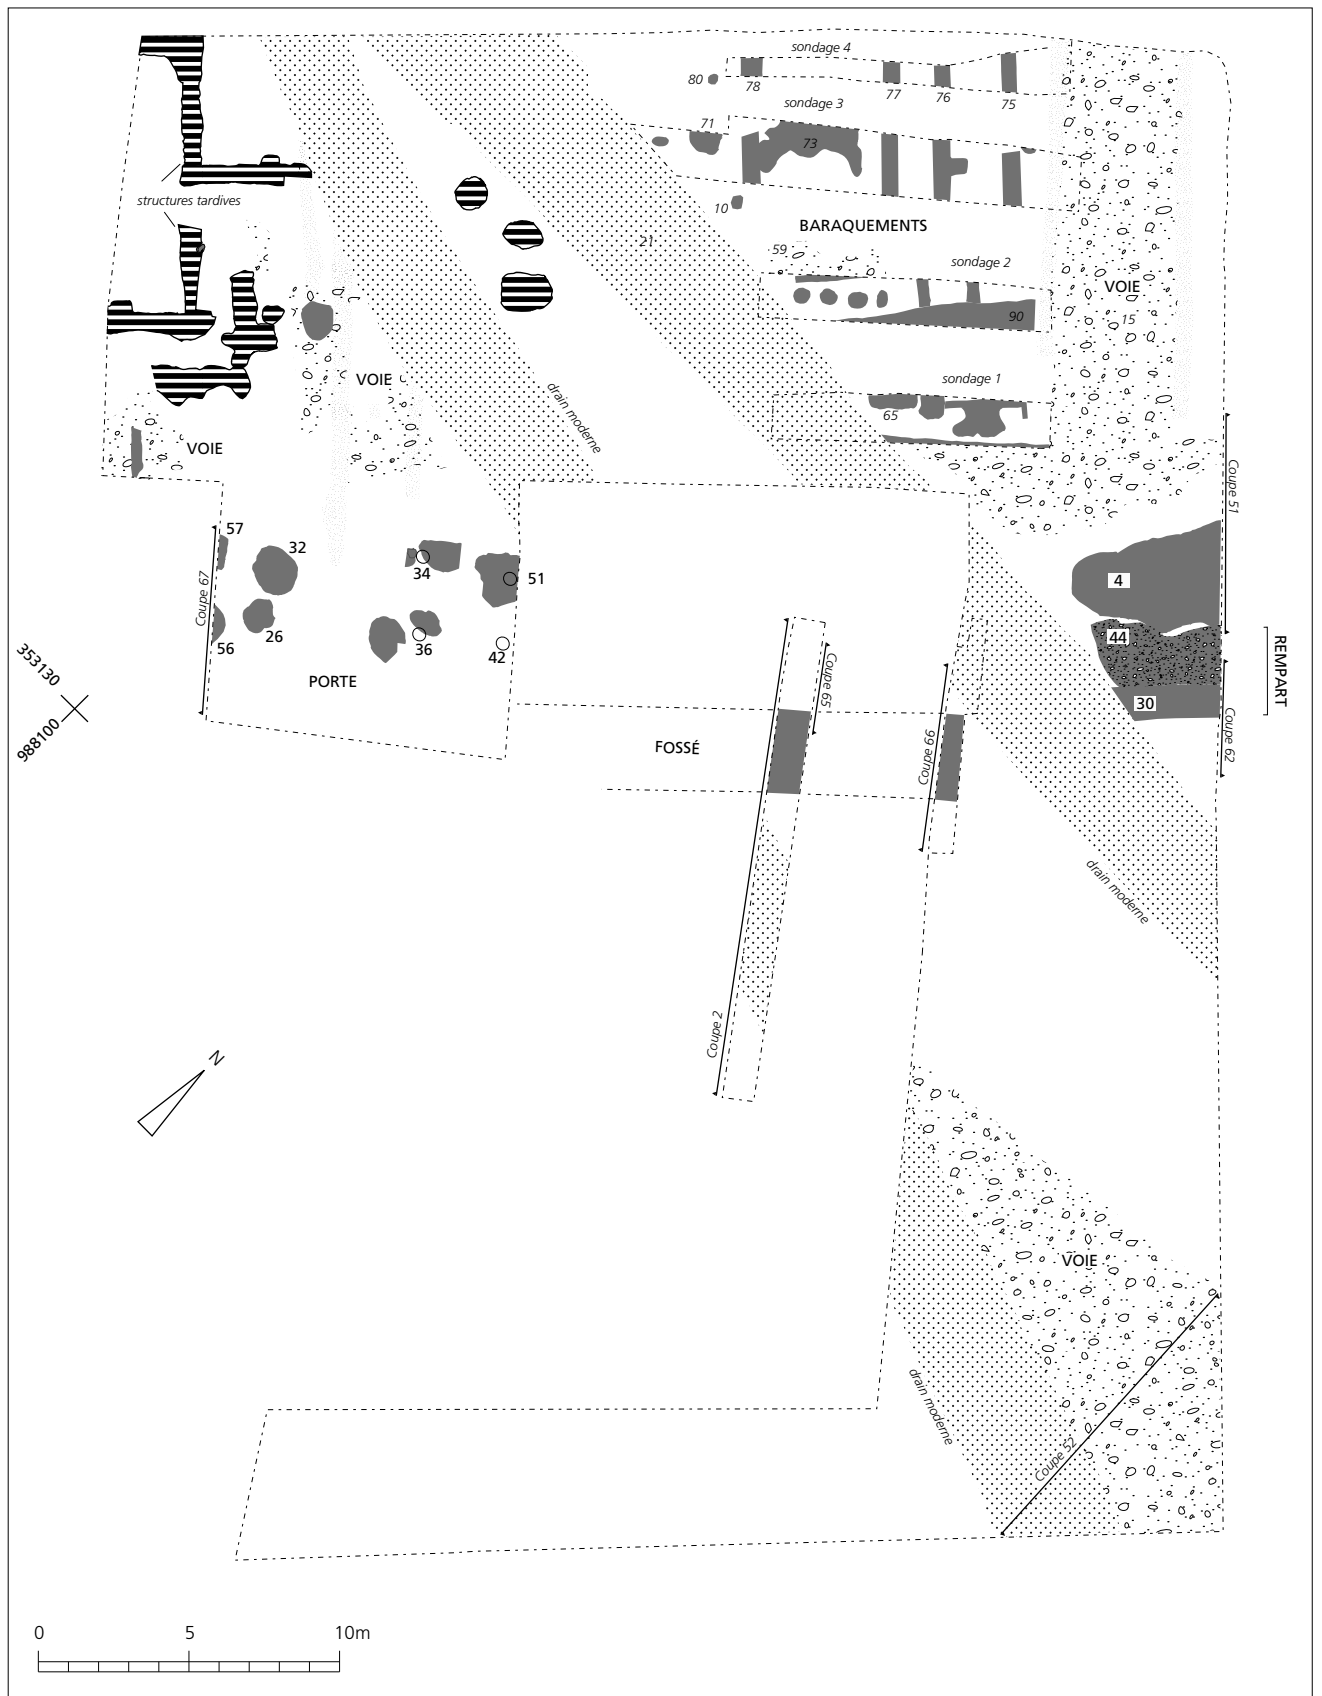 sondage 4
80
78
77
76
75
sondage 3
71
73
structures tardives
10
BARAQUEMENTS
21
59
sondage 2
VOIE
15
90
VOIE
drain moderne
sondage 1
65
VOIE
Coupe 51
57
32
34
51
4
Coupe 67
26
56
36
42
44
REMPART
353130
988100
PORTE
Coupe 65
30
FOSSÉ
Coupe 66
Coupe 62
drain moderne
Coupe 2
N
VOIE
drain moderne
Coupe 52
0 5 10m